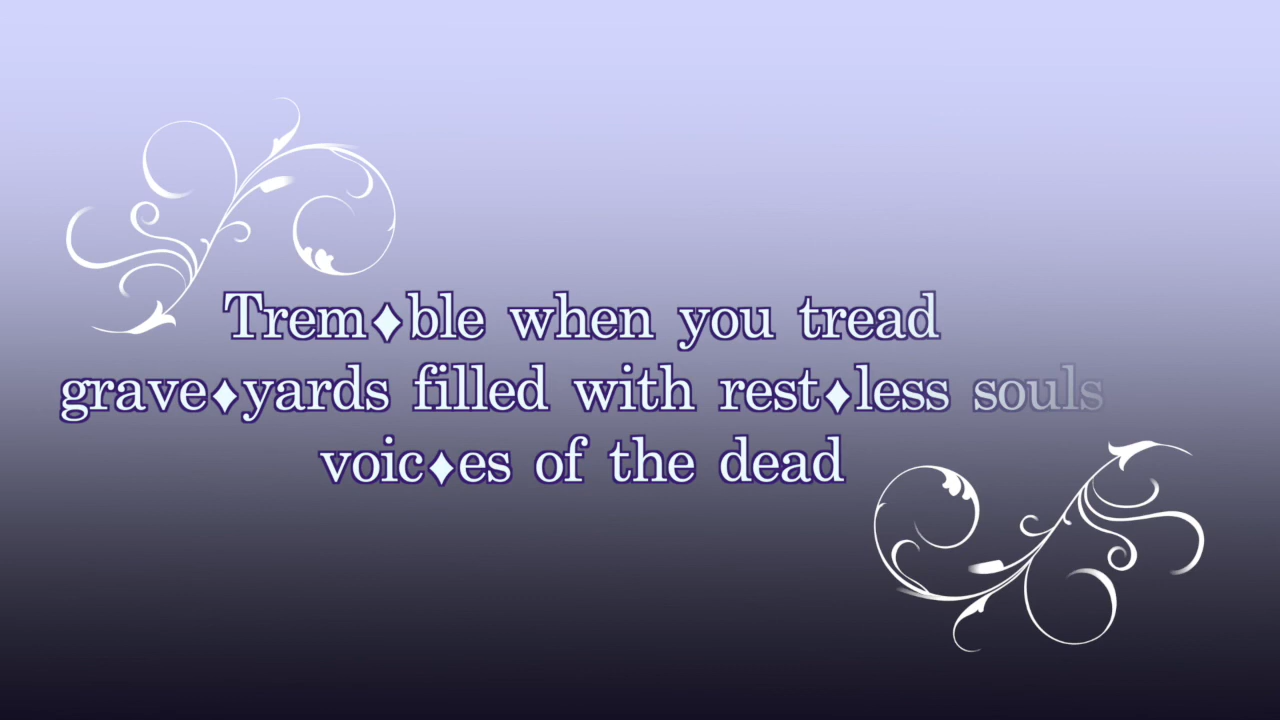 Trem♦ble when you tread
grave♦yards filled with rest♦less souls
voic♦es of the dead